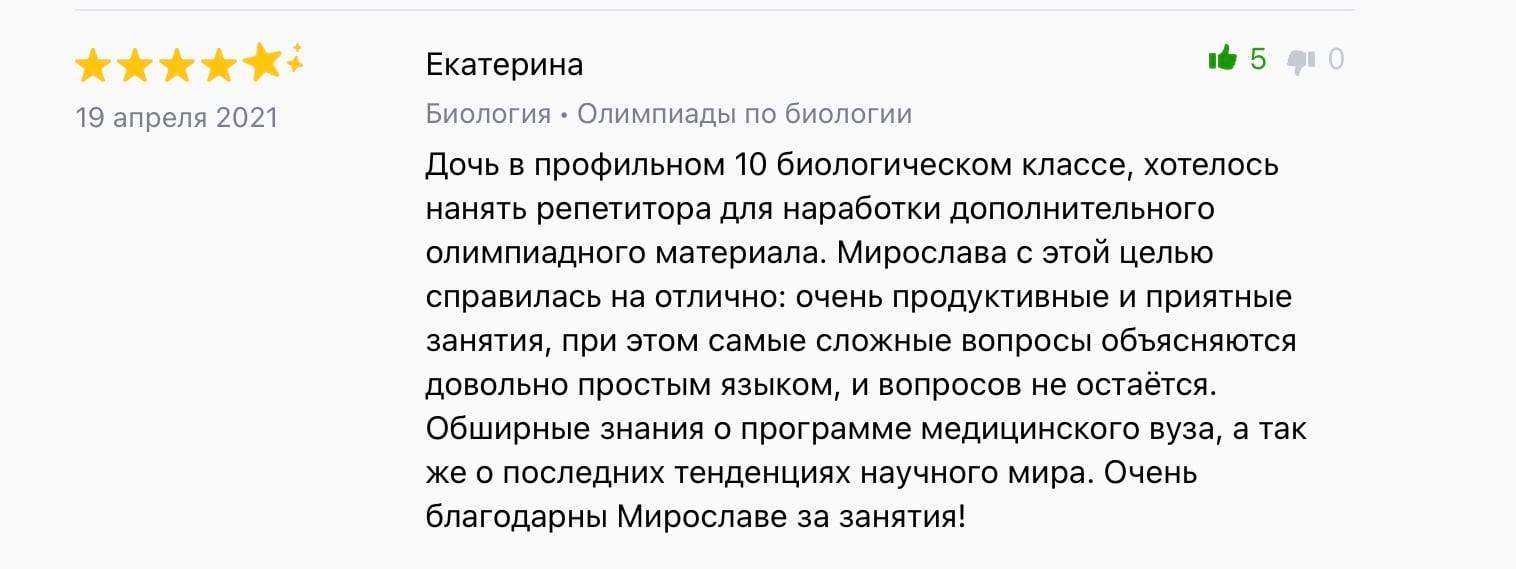 Екатерина
5 0
19 апреля 2021
Биология • Олимпиады по биологии
Дочь в профильном 10 биологическом классе, хотелось
нанять репетитора для наработки дополнительного
олимпиадного материала. Мирослава с этой целью
справилась на отлично: очень продуктивные и приятные
занятия, при этом самые сложные вопросы объясняются
довольно простым языком, и вопросов не остаётся.
Обширные знания о программе медицинского вуза, а так
же о последних тенденциях научного мира. Очень
благодарны Мирославе за занятия!